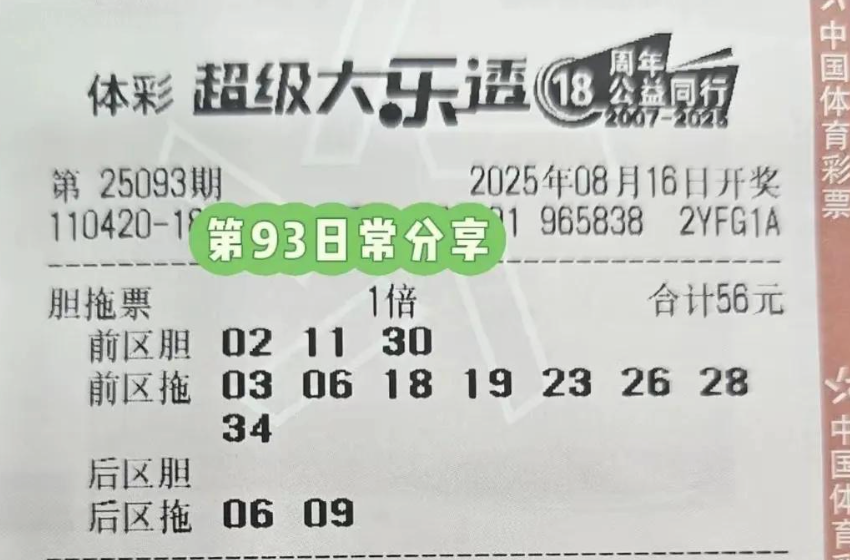 体彩 超级大乐透 18 周年
公益同行
2007-2025
第 25093期 2025年08月16日开奖
110420-18 第93日常分享 1 965838 2YFG1A
胆拖票 1倍 合计56元
前区胆 02 11 30
前区拖 03 06 18 19 23 26 28
34
后区胆
后区拖 06 09
中国体育彩票
中国体育